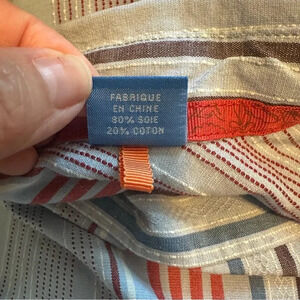 FABRIQUE
EN CHINE
80% SOIE
20% COTON